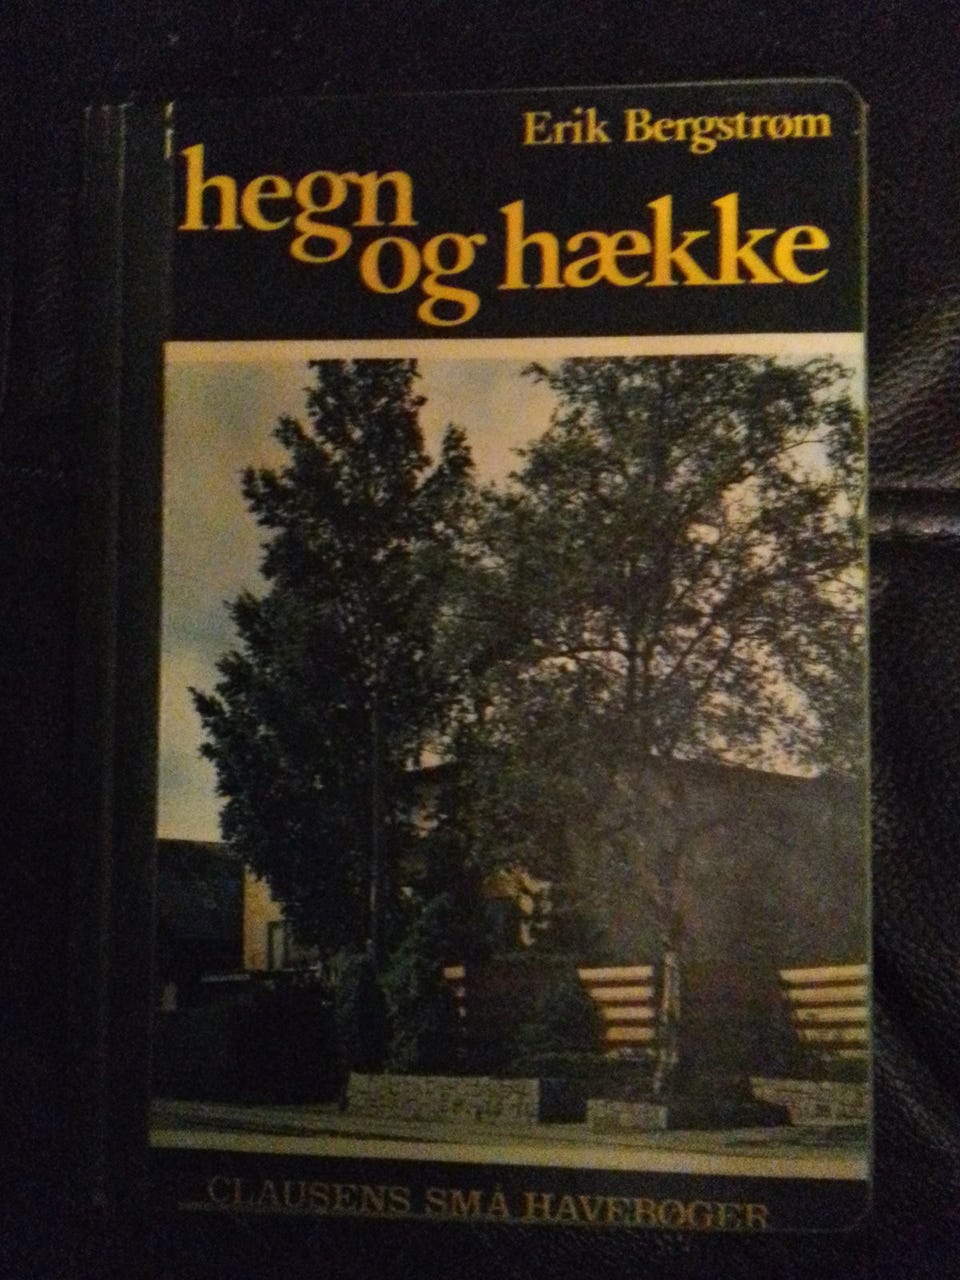 Erik Bergstrøm
hegn
og hække
CLAUSENS SMÅ HAVEBØGER